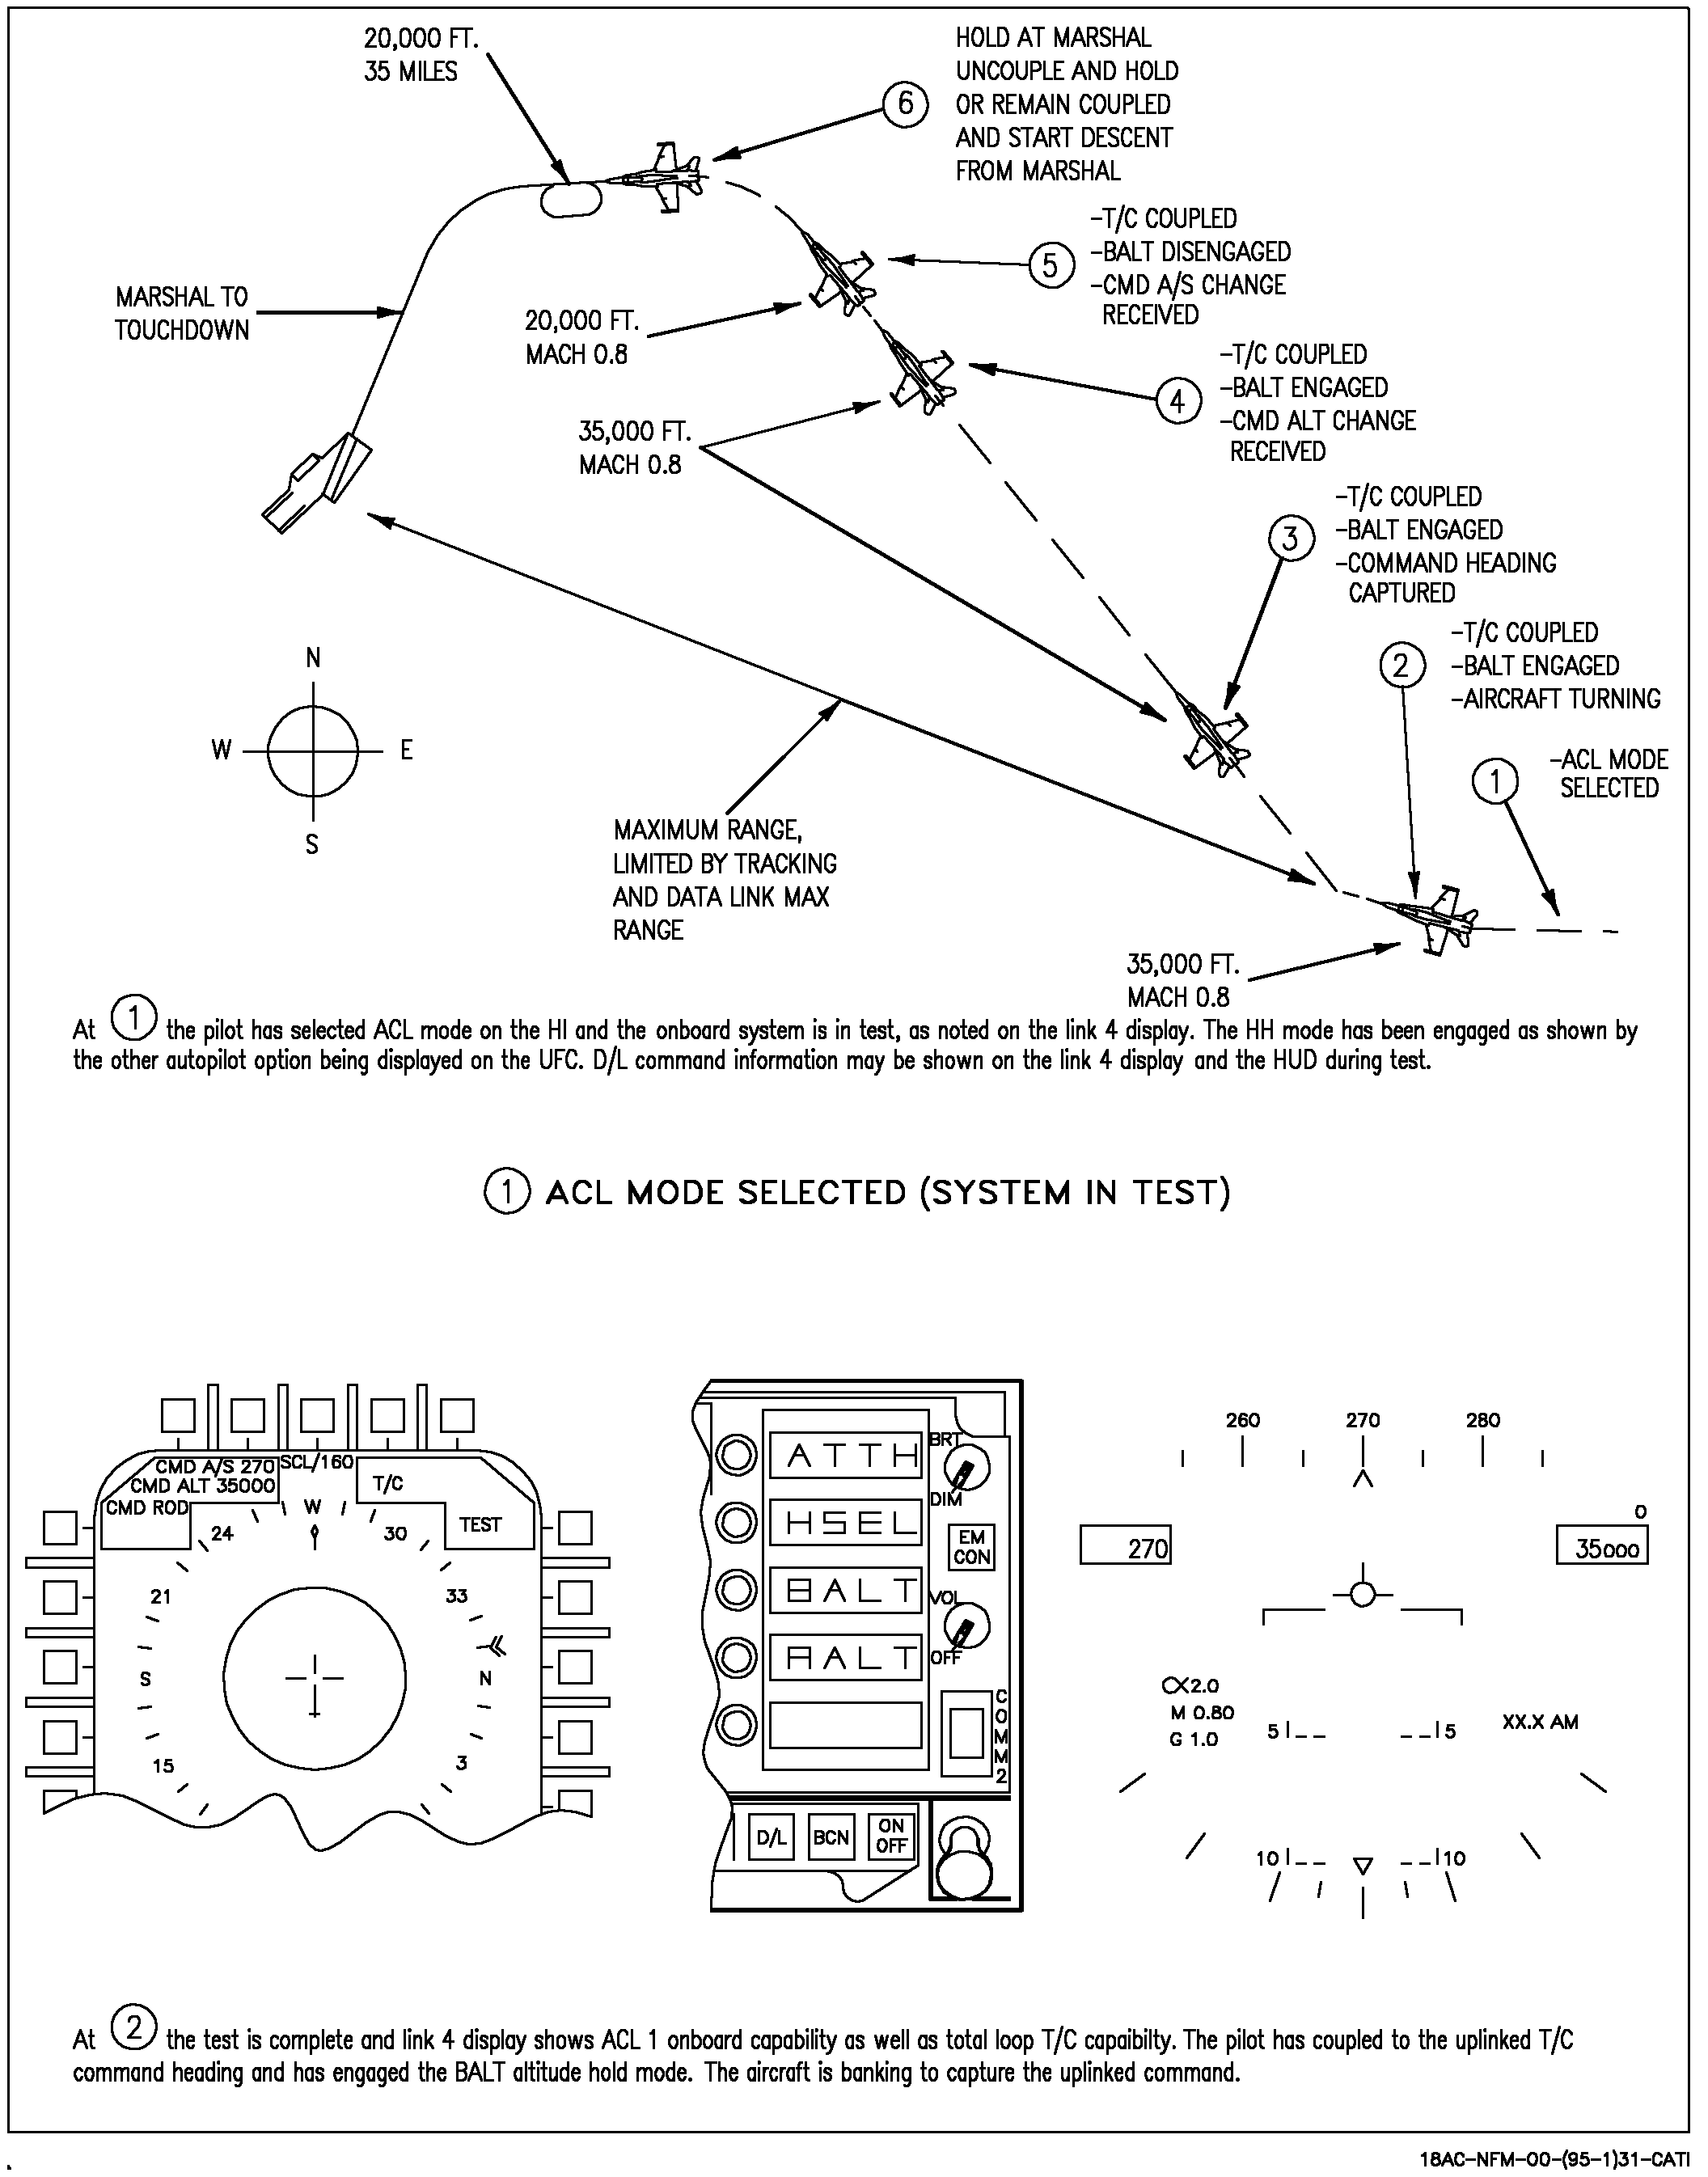 20,000 FT.
35 MILES
6
HOLD AT MARSHAL
UNCOUPLE AND HOLD
OR REMAIN COUPLED
AND START DESCENT
FROM MARSHAL
5
-T/C COUPLED
-BALT DISENGAGED
-CMD A/S CHANGE
RECEIVED
MARSHAL TO
TOUCHDOWN
20,000 FT.
MACH 0.8
4
-T/C COUPLED
-BALT ENGAGED
-CMD ALT CHANGE
RECEIVED
35,000 FT.
MACH 0.8
3
-T/C COUPLED
-BALT ENGAGED
-COMMAND HEADING
CAPTURED
2
-T/C COUPLED
-BALT ENGAGED
-AIRCRAFT TURNING
N
W
E
S
1
-ACL MODE
SELECTED
MAXIMUM RANGE,
LIMITED BY TRACKING
AND DATA LINK MAX
RANGE
35,000 FT.
MACH 0.8
At 1 the pilot has selected ACL mode on the HI and the onboard system is in test, as noted on the link 4 display. The HH mode has been engaged as shown by
the other autopilot option being displayed on the UFC. D/L command information may be shown on the link 4 display and the HUD during test.
1 ACL MODE SELECTED (SYSTEM IN TEST)
CMD A/S 270
SCL/160
CMD ALT 35000
T/C
CMD ROD
W
24
30
TEST
21
33
S
N
15
3
ATTH
BRT
DIM
HSEL
EM
CON
BALT
VOL
RALT
OFF
COMM2
D/L
BCN
ON
OFF
260
270
280
0
270
35000
∝2.0
M 0.80
G 1.0
5
5
XX.X AM
10
10
At 2 the test is complete and link 4 display shows ACL 1 onboard capability as well as total loop T/C capaibilty. The pilot has coupled to the uplinked T/C
command heading and has engaged the BALT altitude hold mode. The aircraft is banking to capture the uplinked command.
18AC-NFM-00-(95-1)31-CATI